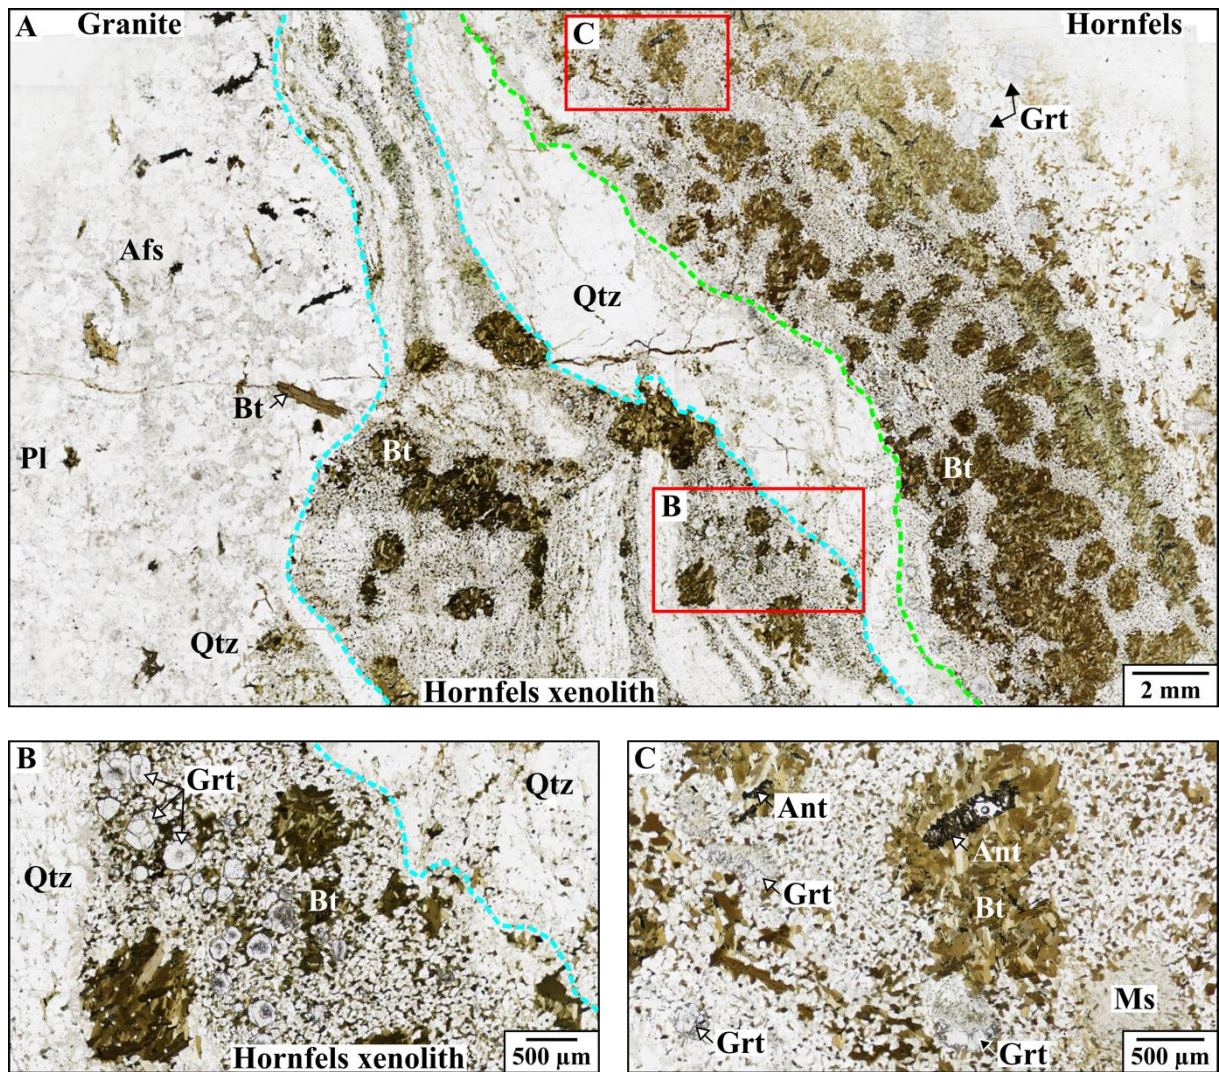 A Granite C Hornfels
Grt
Afs
Qtz
Bt
Pl Bt Bt
B
Qtz
Hornfels xenolith 2 mm
B
Grt Qtz
Qtz
Bt
Hornfels xenolith 500 µm
C
Ant
Ant
Grt
Bt
Ms
Grt Grt 500 µm